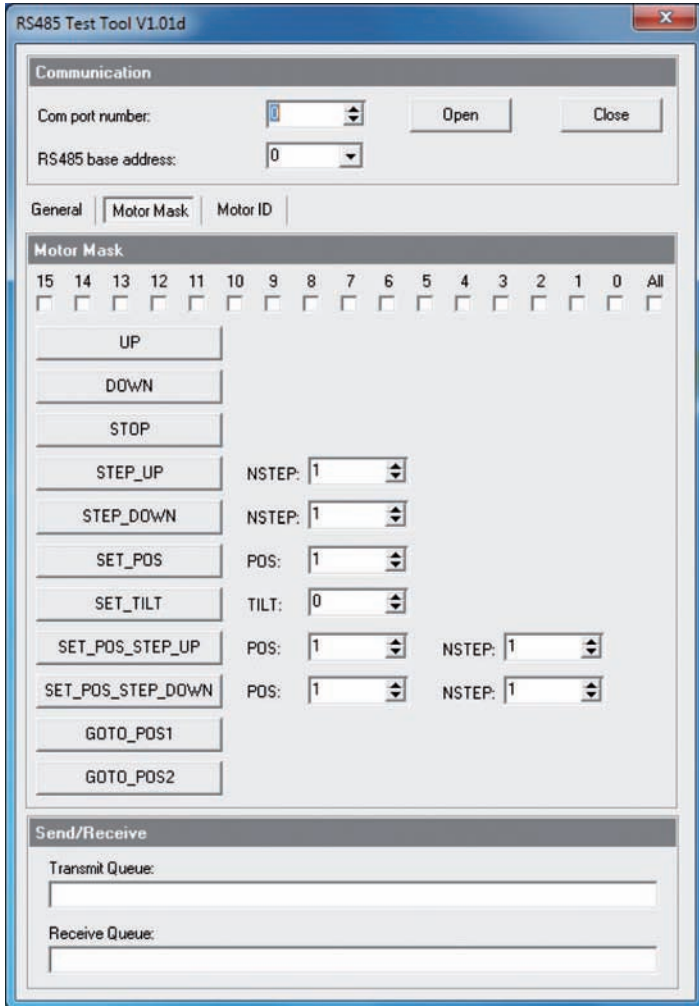 RS485 Test Tool V1.01d
Communication
Com port number: 0 Open Close
RS485 base address: 0
General Motor Mask Motor ID
Motor Mask
15 14 13 12 11 10 9 8 7 6 5 4 3 2 1 0 All
UP
DOWN
STOP
STEP_UP NSTEP: 1
STEP_DOWN NSTEP: 1
SET_POS POS: 1
SET_TILT TILT: 0
SET_POS_STEP_UP POS: 1 NSTEP: 1
SET_POS_STEP_DOWN POS: 1 NSTEP: 1
GOTO_POS1
GOTO_POS2
Send/Receive
Transmit Queue:
Receive Queue: